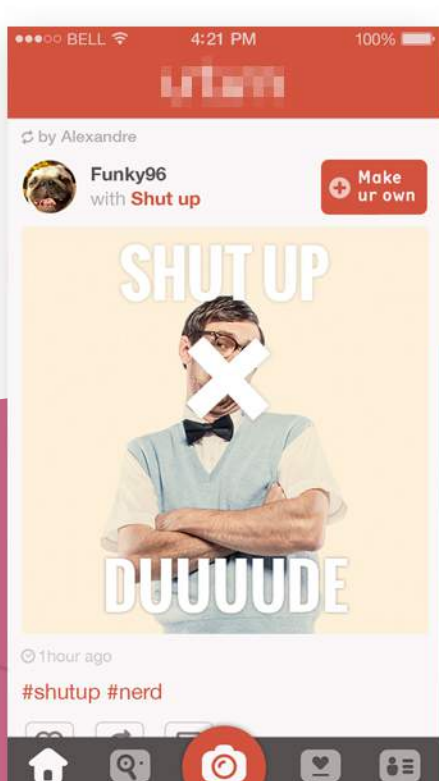 BELL 4:21 PM 100%
by Alexandre
Funky96
with Shut up
Make
ur own
SHUT UP
DUUUUDE
1hour ago
#shutup #nerd